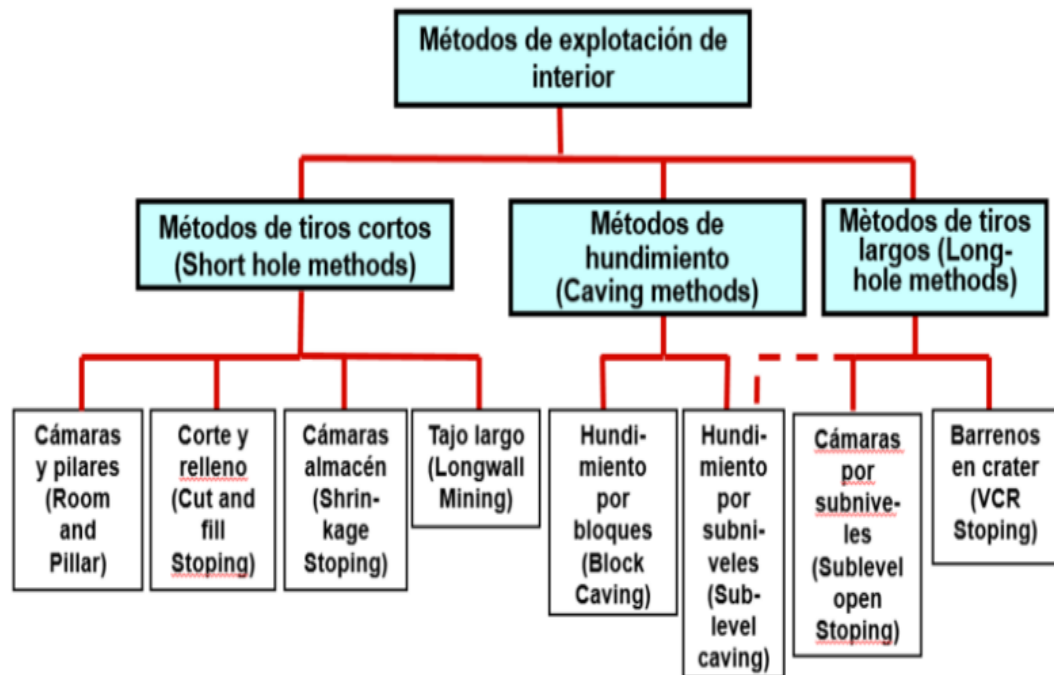 Métodos de explotación de
interior
Métodos de tiros cortos
(Short hole methods)
Métodos de
hundimiento
(Caving methods)
Mètodos de tiros
largos (Long-
hole methods)
Cámaras
y pilares
(Room
and
Pillar)
Corte y
relleno
(Cut and
fill
Stoping)
Cámaras
almacén
(Shrin-
kage
Stoping)
Tajo largo
(Longwall
Mining)
Hundi-
miento
por
bloques
(Block
Caving)
Hundi-
miento
por
subni-
veles
(Sub-
level
caving)
Cámaras
por
subnive-
les
(Sublevel
open
Stoping)
Barrenos
en crater
(VCR
Stoping)